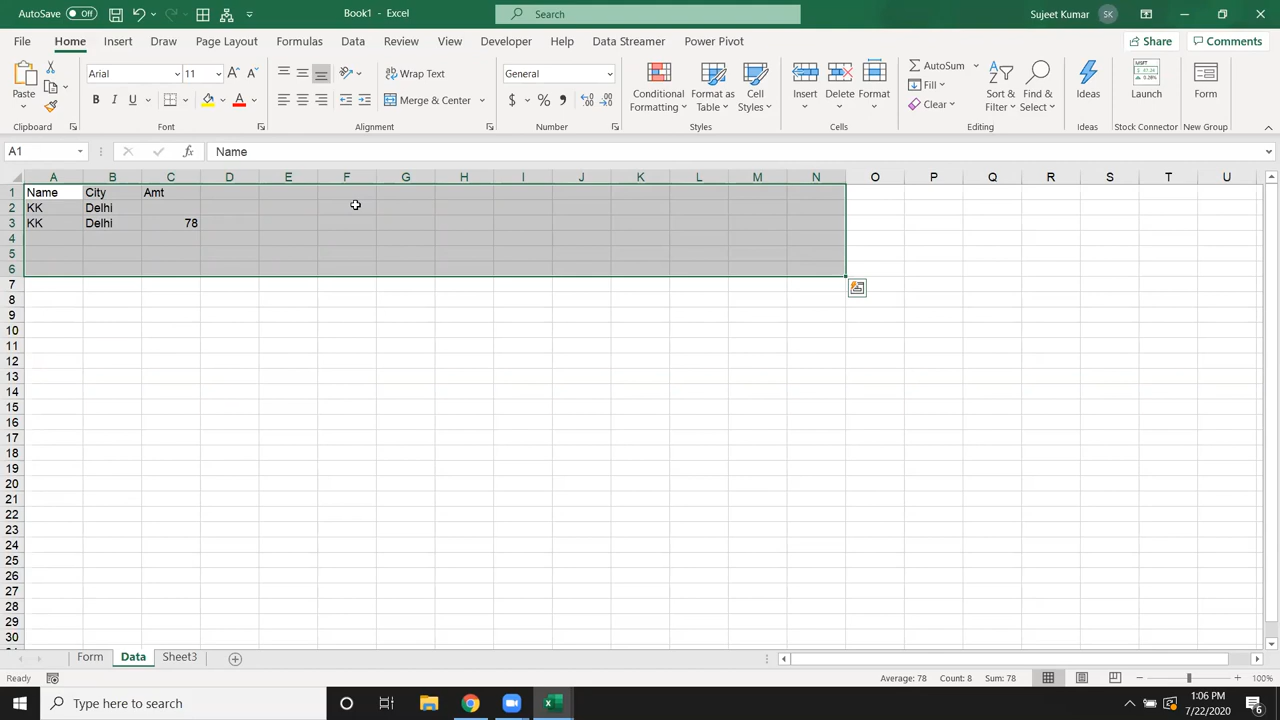 AutoSave Off Book1 - Excel Search Sujeet Kumar SK
File Home Insert Draw Page Layout Formulas Data Review View Developer Help Data Streamer Power Pivot Share Comments
Paste Arial 11 Wrap Text General Conditional Formatting Format as Table Cell Styles Insert Delete Format AutoSum Sort & Filter Find & Select Ideas Launch Form
B I U Merge & Center $ % Fill Clear
Clipboard Font Alignment Number Styles Cells Editing Ideas Stock Connector New Group
A1 fx Name
A B C D E F G H I J K L M N O P Q R S T U
1 Name City Amt
2 KK Delhi
3 KK Delhi 78
4
5
6
7
8
9
10
11
12
13
14
15
16
17
18
19
20
21
22
23
24
25
26
27
28
29
30
Form Data Sheet3
Ready Average: 78 Count: 8 Sum: 78 100%
Type here to search 1:06 PM
7/22/2020 6